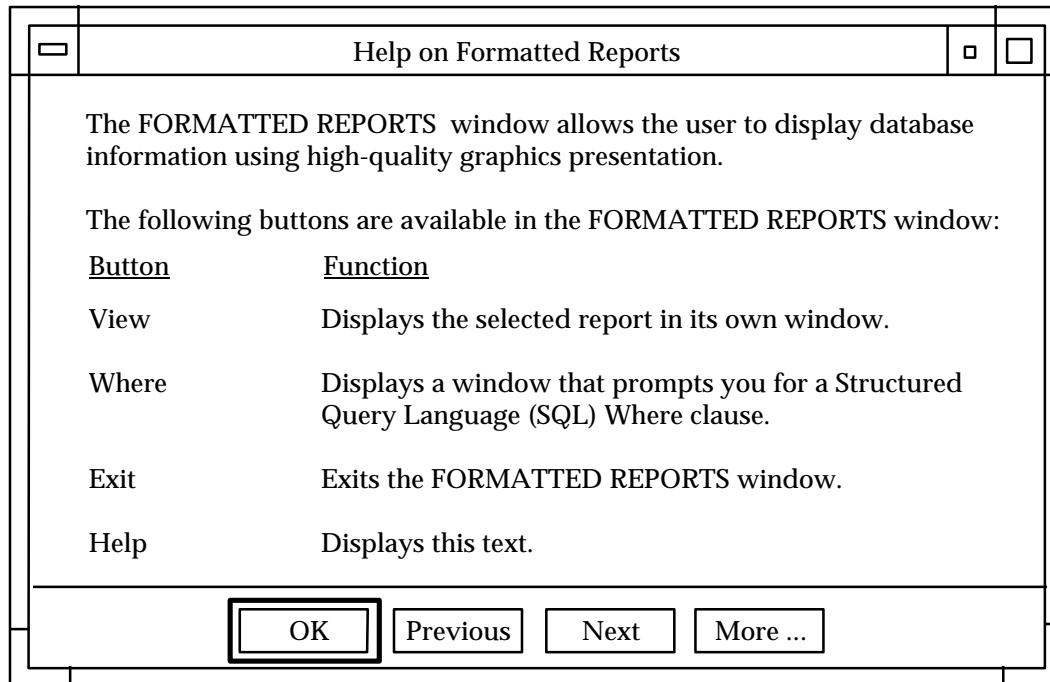 Help on Formatted Reports
The FORMATTED REPORTS window allows the user to display database
information using high-quality graphics presentation.
The following buttons are available in the FORMATTED REPORTS window:
Button Function
View Displays the selected report in its own window.
Where Displays a window that prompts you for a Structured
Query Language (SQL) Where clause.
Exit Exits the FORMATTED REPORTS window.
Help Displays this text.
OK Previous Next More ...